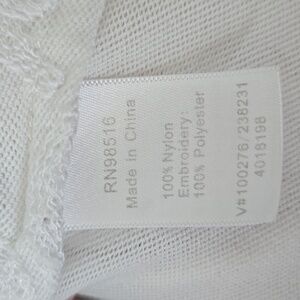 RN98516
Made in China
100% Nylon
Embroidery:
100% Polyester
V#100276/238231
4018198